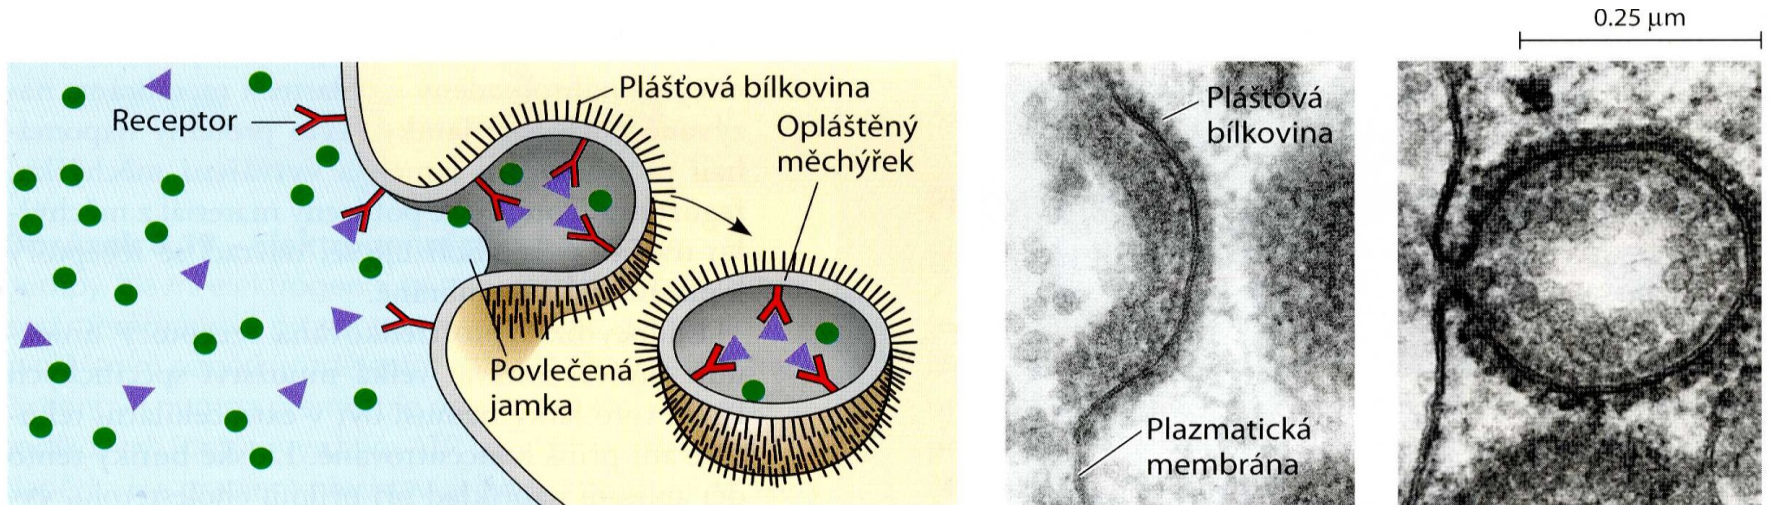 0.25 µm
Receptor
Plášťová bílkovina
Opláštěný
měchýřek
Povlečená
jamka
Plášťová
bílkovina
Plazmatická
membrána